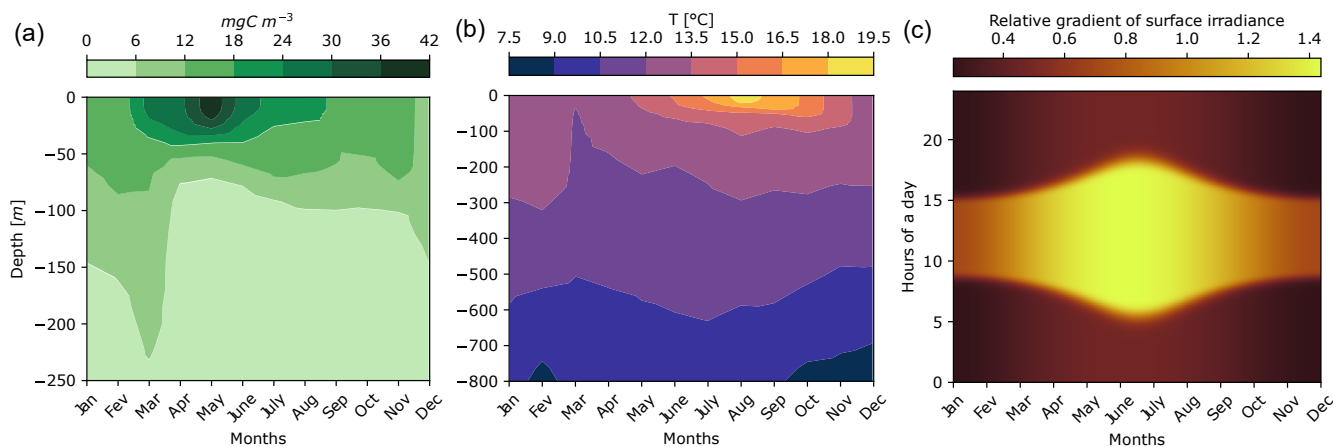 (a)
mgC m−3
0 6 12 18 24 30 36 42
0
−50
−100
−150
−200
−250
Depth [m]
Jan Fev Mar Apr May June July Aug Sep Oct Nov Dec
Months
(b)
T [°C]
7.5 9.0 10.5 12.0 13.5 15.0 16.5 18.0 19.5
0
−100
−200
−300
−400
−500
−600
−700
−800
Jan Fev Mar Apr May June July Aug Sep Oct Nov Dec
Months
(c)
Relative gradient of surface irradiance
0.4 0.6 0.8 1.0 1.2 1.4
20
15
10
5
0
Hours of a day
Jan Fev Mar Apr May June July Aug Sep Oct Nov Dec
Months